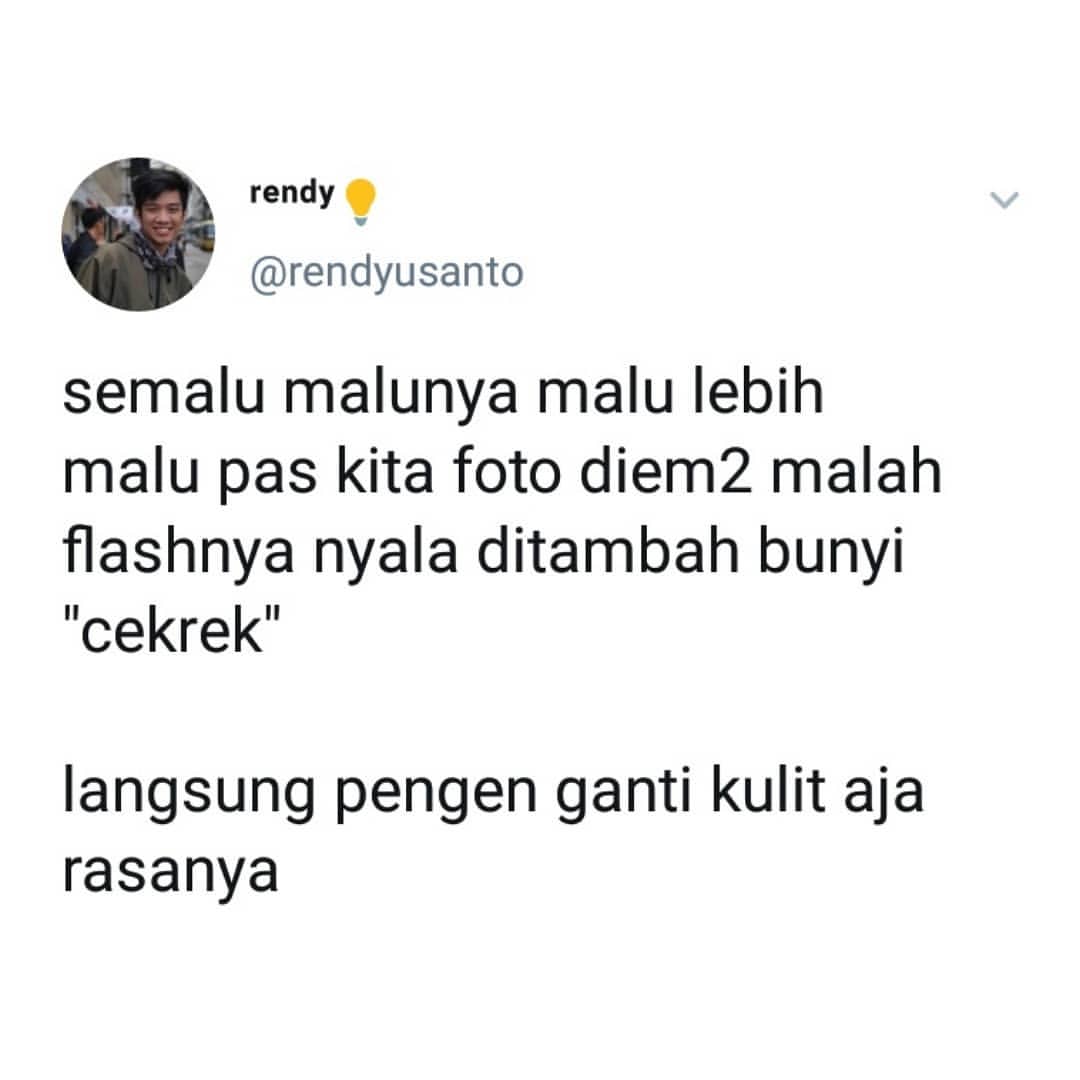 rendy
@rendyusanto
semalu malunya malu lebih
malu pas kita foto diem2 malah
flashnya nyala ditambah bunyi
"cekrek"
langsung pengen ganti kulit aja
rasanya